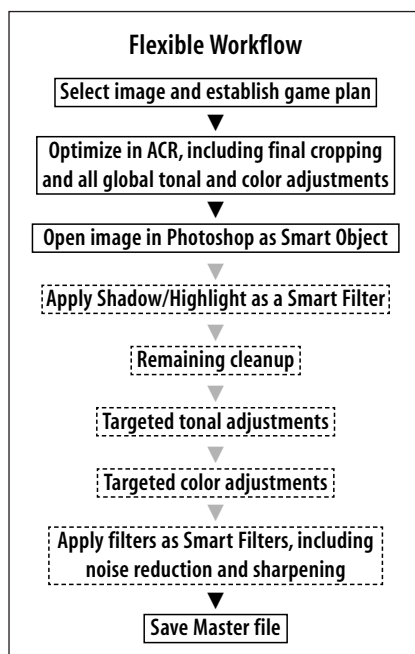 Flexible Workflow
Select image and establish game plan
Optimize in ACR, including final cropping
and all global tonal and color adjustments
Open image in Photoshop as Smart Object
Apply Shadow/Highlight as a Smart Filter
Remaining cleanup
Targeted tonal adjustments
Targeted color adjustments
Apply filters as Smart Filters, including
noise reduction and sharpening
Save Master file